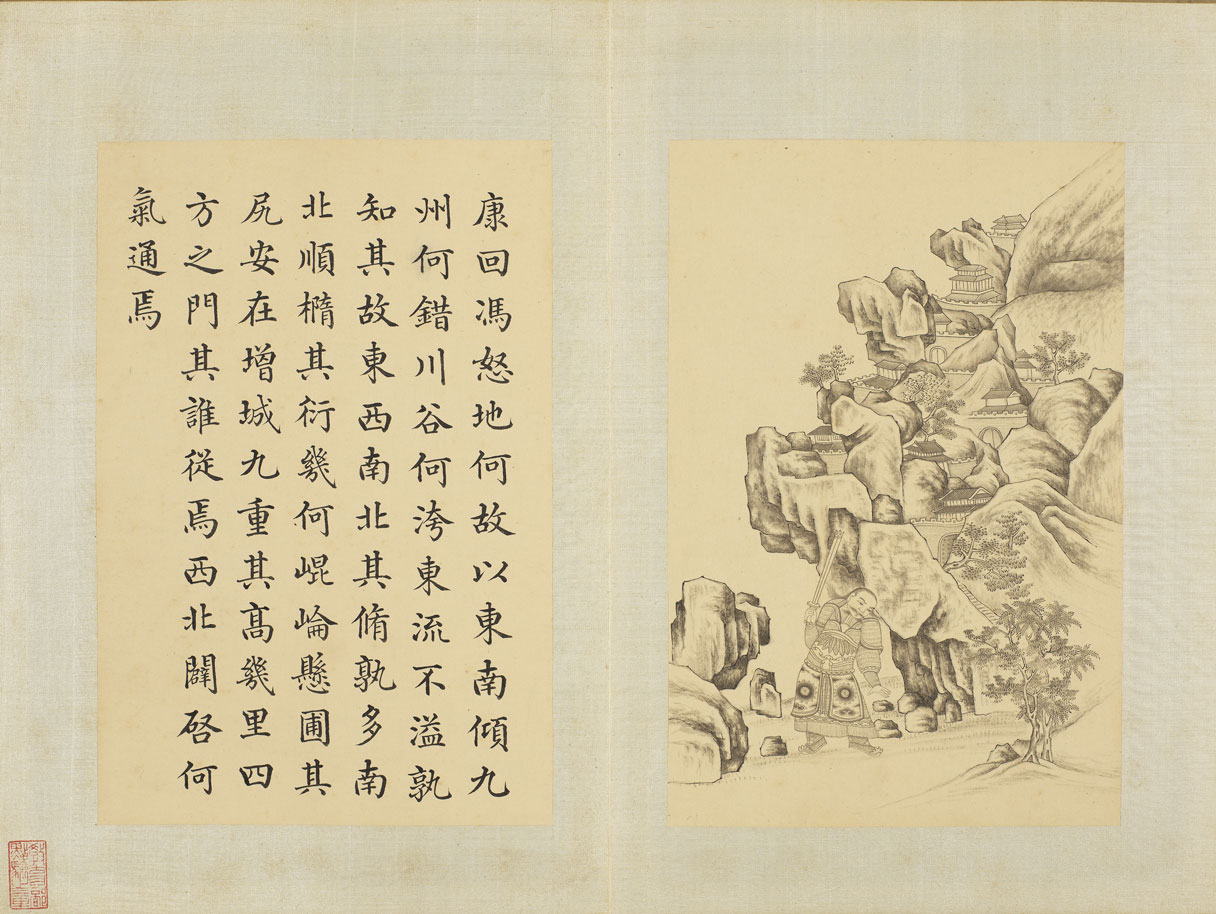 康回馮怒地何故以東南傾九
州何錯川谷何洿東流不溢孰
知其故東西南北其脩孰多南
北順橢其衍幾何崐崘懸圃其
尻安在增城九重其高幾里四
方之門其誰從焉西北闢啓何
氣通焉